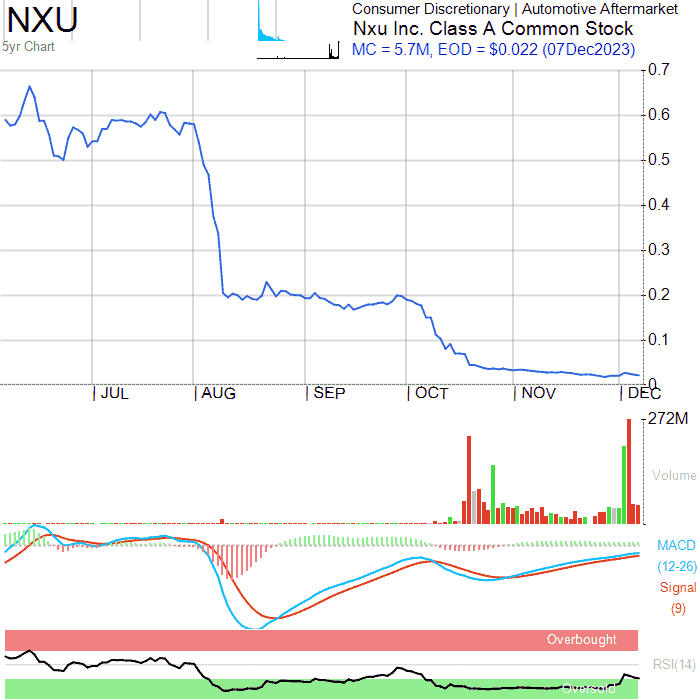 NXU
5yr Chart
Consumer Discretionary | Automotive Aftermarket
Nxu Inc. Class A Common Stock
MC = 5.7M, EOD = $0.022 (07Dec2023)
0.7
0.6
0.5
0.4
0.3
0.2
0.1
0
JUL AUG SEP OCT NOV DEC
272M
Volume
MACD
(12-26)
Signal
(9)
Overbought
RSI(14)
Oversold